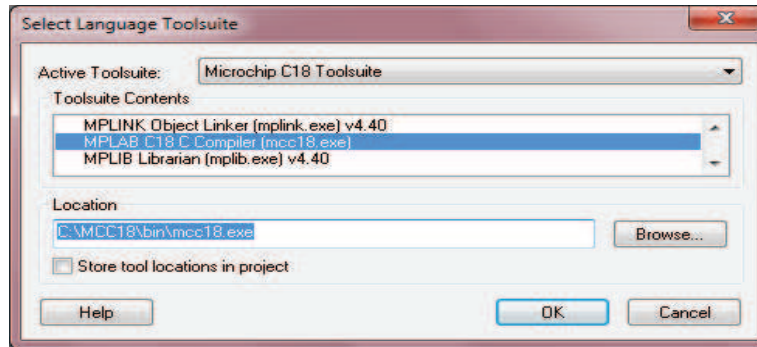 Select Language Toolsuite
Active Toolsuite: Microchip C18 Toolsuite
Toolsuite Contents
MPLINK Object Linker (mplink.exe) v4.40
MPLAB C18 C Compiler (mcc18.exe)
MPLIB Librarian (mplib.exe) v4.40
Location
C:\MCC18\bin\mcc18.exe Browse...
Store tool locations in project
Help OK Cancel